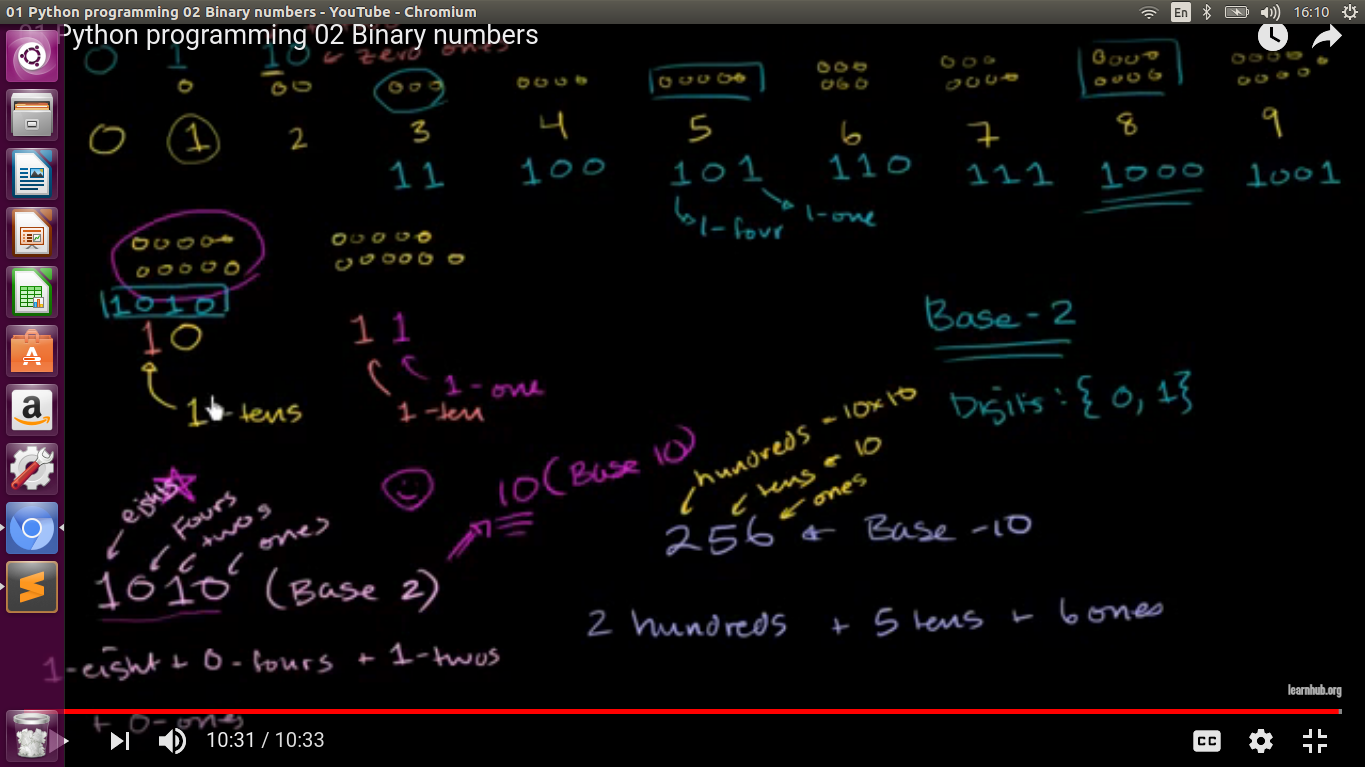 01 Python programming 02 Binary numbers - YouTube - Chromium
En
16:10
01 Python programming 02 Binary numbers
0 1 10 ← zero ones
0 1 2 3 4 5 6 7 8 9
11 100 101 110 111 1000 1001
1-four 1-one
1010
10 11
Base-2
1-one
1-tens 1-ten
Digits: { 0, 1}
hundreds - 10x10
tens ← 10
ones
10 (Base 10)
eights
fours
twos
ones
256 ← Base -10
1010 (Base 2)
2 hundreds + 5 tens + 6 ones
1-eight + 0-fours + 1-twos
learnhub.org
+ 0-ones
10:31 / 10:33
CC